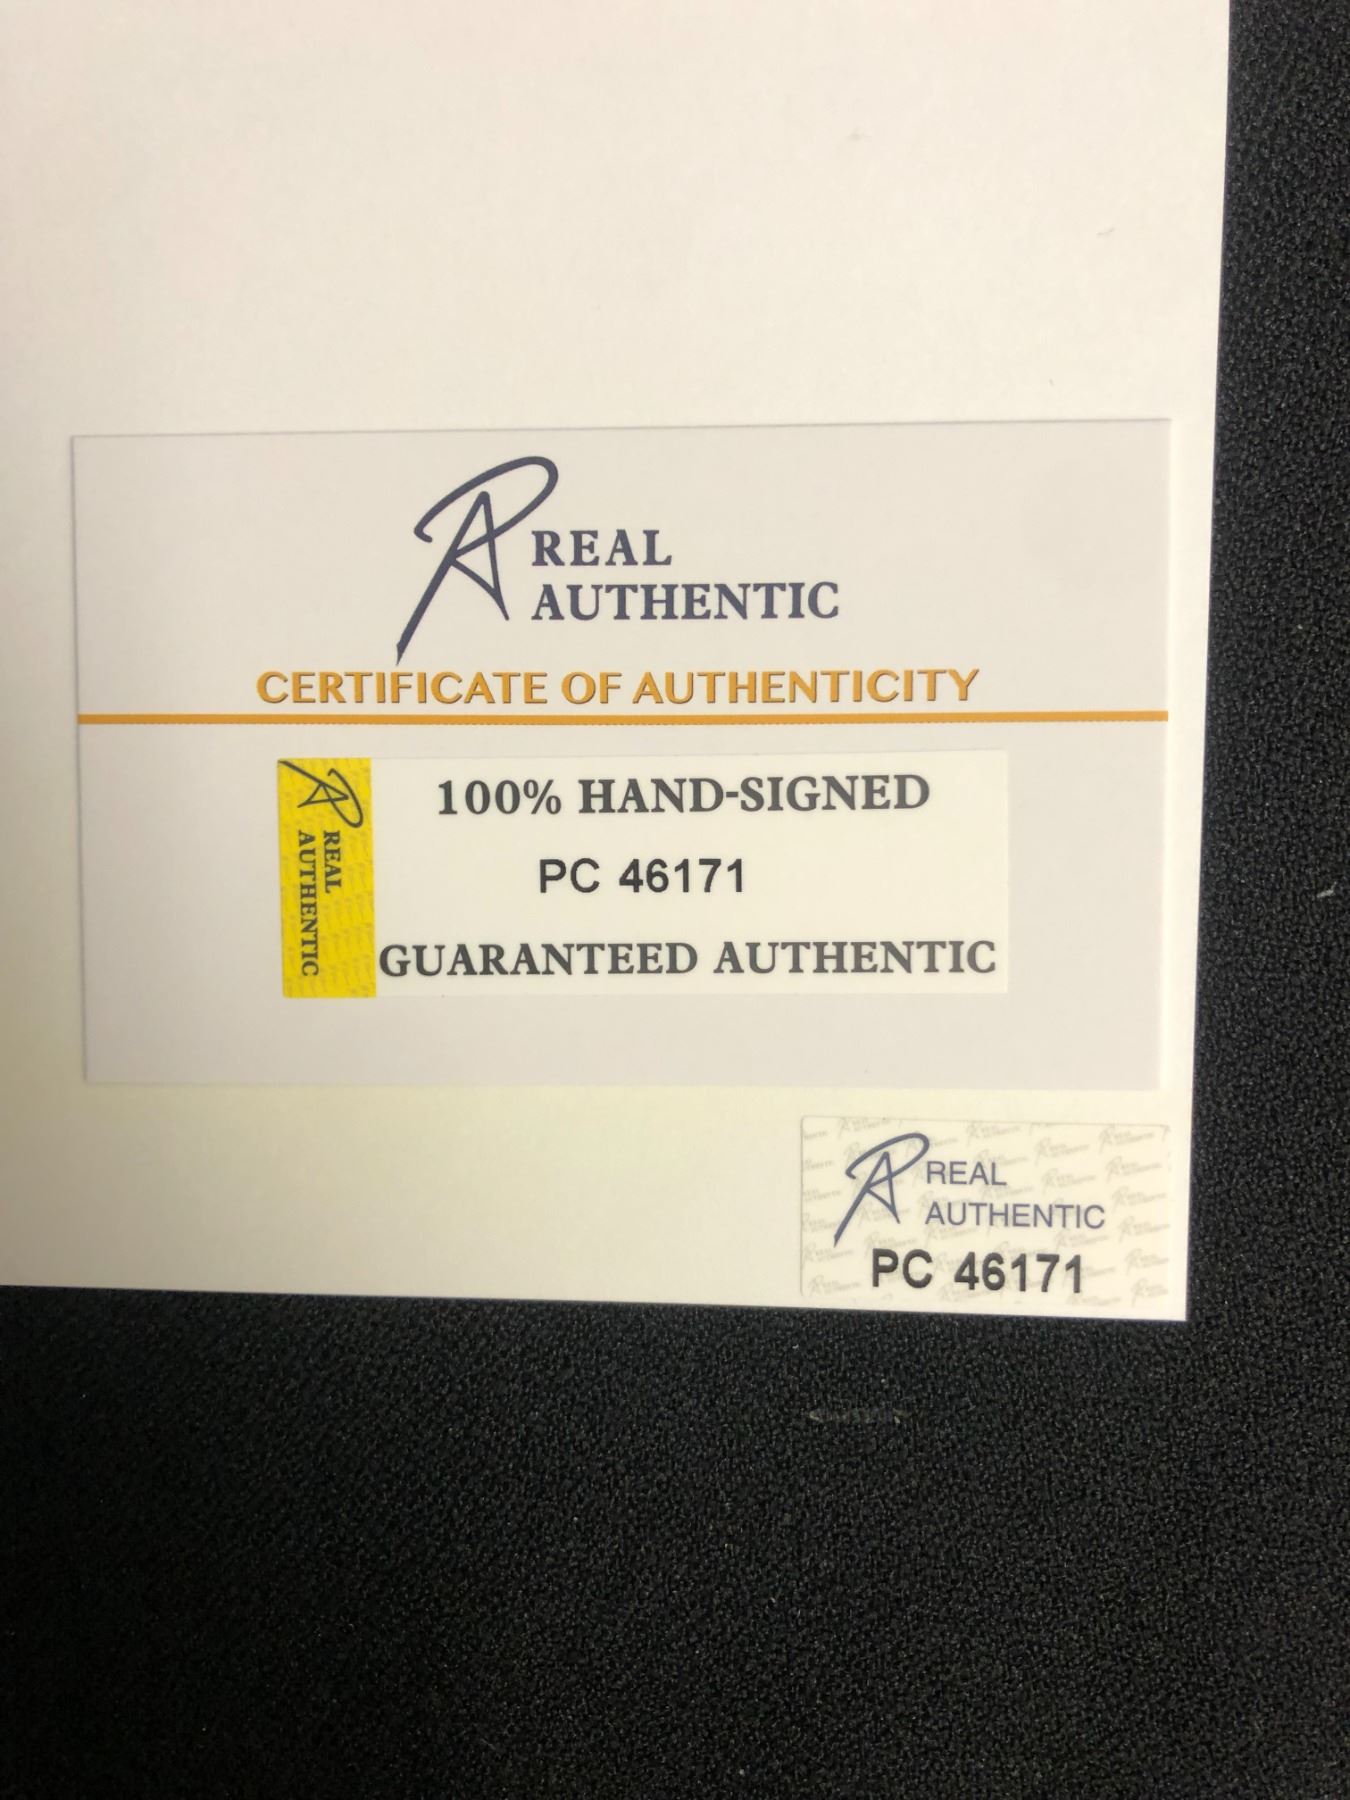 REAL
AUTHENTIC
CERTIFICATE OF AUTHENTICITY
REAL
AUTHENTIC
100% HAND-SIGNED
PC 46171
GUARANTEED AUTHENTIC
REAL
AUTHENTIC
PC 46171